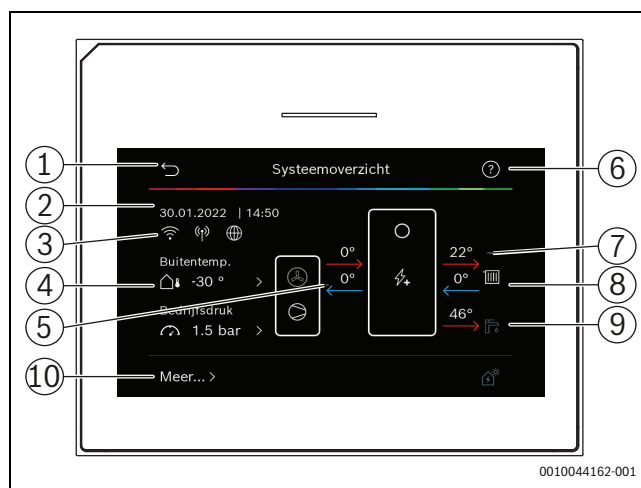 Systeemoverzicht
?
30.01.2022 | 14:50
Buitentemp.
-30 ° >
Bedrijfsdruk
1.5 bar >
0°
0°
22°
0°
46°
Meer... >
1
2
3
4
5
10
6
7
8
9
0010044162-001